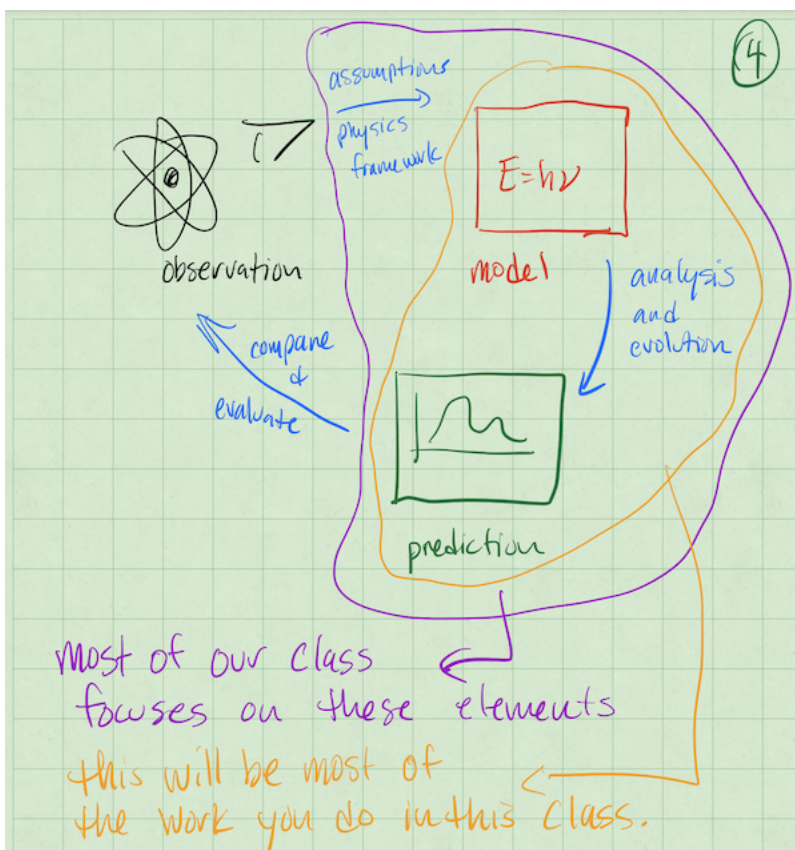 4
assumptions
physics
framework
E=hν
observation
model
analysis
and
evolution
compare
&
evaluate
prediction
most of our class
focuses on these elements
this will be most of
the work you do in this class.